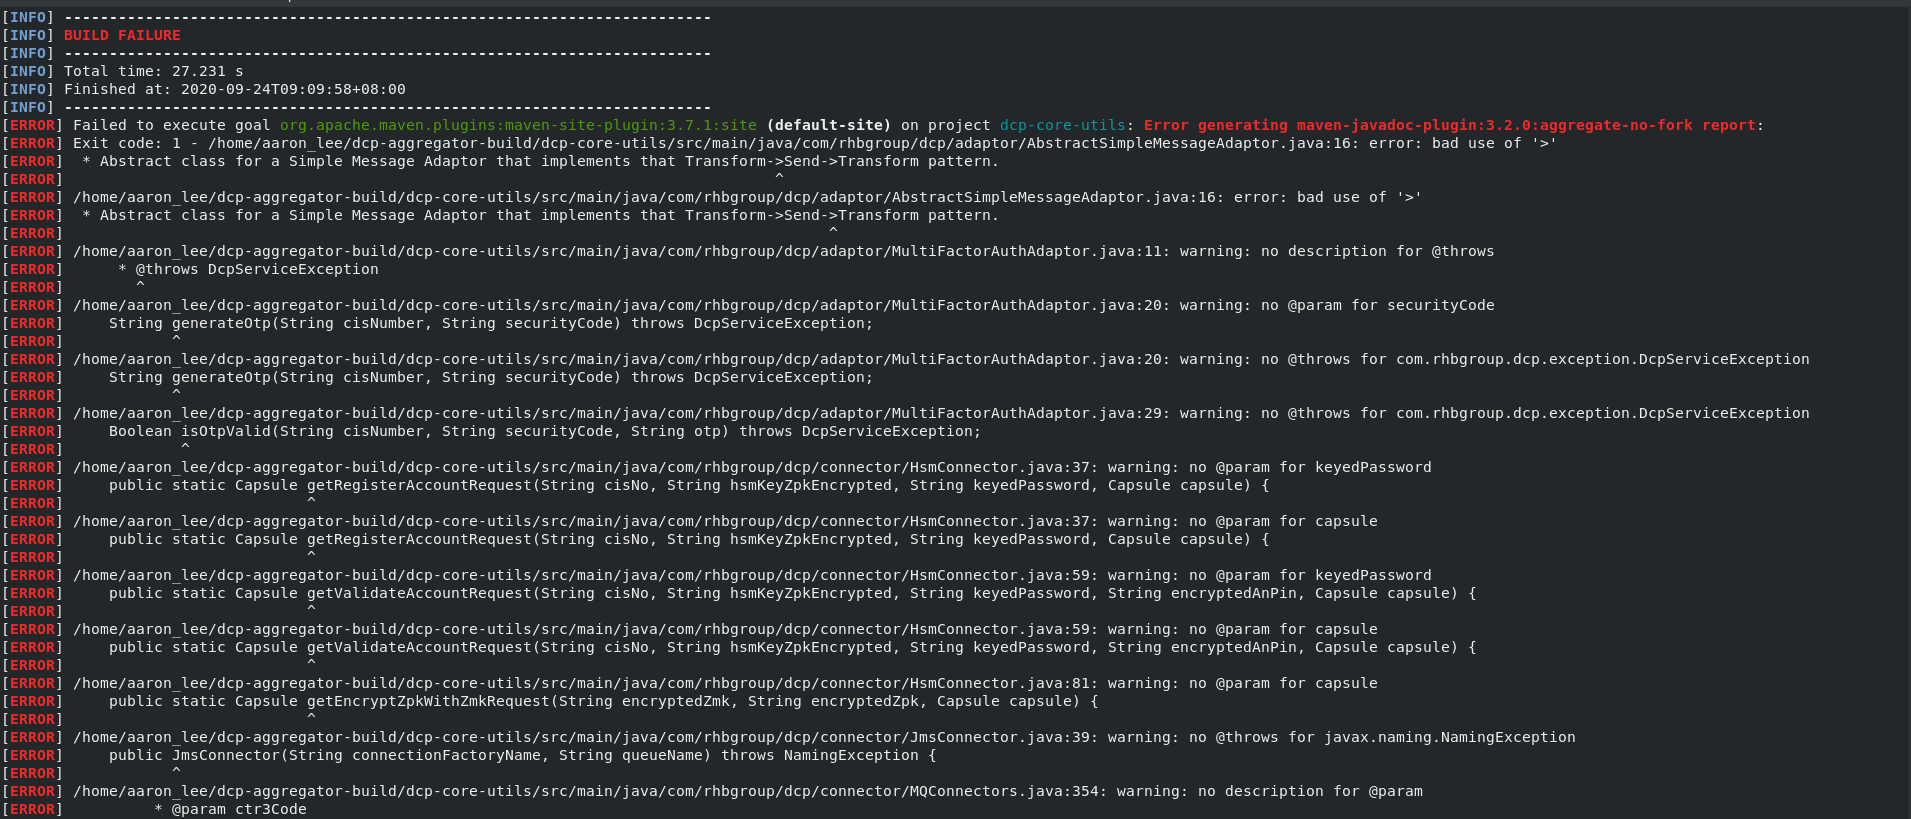 [INFO] ------------------------------------------------------------------------
[INFO] BUILD FAILURE
[INFO] ------------------------------------------------------------------------
[INFO] Total time: 27.231 s
[INFO] Finished at: 2020-09-24T09:09:58+08:00
[INFO] ------------------------------------------------------------------------
[ERROR] Failed to execute goal org.apache.maven.plugins:maven-site-plugin:3.7.1:site (default-site) on project dcp-core-utils: Error generating maven-javadoc-plugin:3.2.0:aggregate-no-fork report:
[ERROR] Exit code: 1 - /home/aaron_lee/dcp-aggregator-build/dcp-core-utils/src/main/java/com/rhbgroup/dcp/adaptor/AbstractSimpleMessageAdaptor.java:16: error: bad use of '>'
[ERROR]  * Abstract class for a Simple Message Adaptor that implements that Transform->Send->Transform pattern.
[ERROR]                                                                               ^
[ERROR] /home/aaron_lee/dcp-aggregator-build/dcp-core-utils/src/main/java/com/rhbgroup/dcp/adaptor/AbstractSimpleMessageAdaptor.java:16: error: bad use of '>'
[ERROR]  * Abstract class for a Simple Message Adaptor that implements that Transform->Send->Transform pattern.
[ERROR]                                                                                     ^
[ERROR] /home/aaron_lee/dcp-aggregator-build/dcp-core-utils/src/main/java/com/rhbgroup/dcp/adaptor/MultiFactorAuthAdaptor.java:11: warning: no description for @throws
[ERROR]      * @throws DcpServiceException
[ERROR]        ^
[ERROR] /home/aaron_lee/dcp-aggregator-build/dcp-core-utils/src/main/java/com/rhbgroup/dcp/adaptor/MultiFactorAuthAdaptor.java:20: warning: no @param for securityCode
[ERROR]     String generateOtp(String cisNumber, String securityCode) throws DcpServiceException;
[ERROR]            ^
[ERROR] /home/aaron_lee/dcp-aggregator-build/dcp-core-utils/src/main/java/com/rhbgroup/dcp/adaptor/MultiFactorAuthAdaptor.java:20: warning: no @throws for com.rhbgroup.dcp.exception.DcpServiceException
[ERROR]     String generateOtp(String cisNumber, String securityCode) throws DcpServiceException;
[ERROR]            ^
[ERROR] /home/aaron_lee/dcp-aggregator-build/dcp-core-utils/src/main/java/com/rhbgroup/dcp/adaptor/MultiFactorAuthAdaptor.java:29: warning: no @throws for com.rhbgroup.dcp.exception.DcpServiceException
[ERROR]     Boolean isOtpValid(String cisNumber, String securityCode, String otp) throws DcpServiceException;
[ERROR]             ^
[ERROR] /home/aaron_lee/dcp-aggregator-build/dcp-core-utils/src/main/java/com/rhbgroup/dcp/connector/HsmConnector.java:37: warning: no @param for keyedPassword
[ERROR]     public static Capsule getRegisterAccountRequest(String cisNo, String hsmKeyZpkEncrypted, String keyedPassword, Capsule capsule) {
[ERROR]                           ^
[ERROR] /home/aaron_lee/dcp-aggregator-build/dcp-core-utils/src/main/java/com/rhbgroup/dcp/connector/HsmConnector.java:37: warning: no @param for capsule
[ERROR]     public static Capsule getRegisterAccountRequest(String cisNo, String hsmKeyZpkEncrypted, String keyedPassword, Capsule capsule) {
[ERROR]                           ^
[ERROR] /home/aaron_lee/dcp-aggregator-build/dcp-core-utils/src/main/java/com/rhbgroup/dcp/connector/HsmConnector.java:59: warning: no @param for keyedPassword
[ERROR]     public static Capsule getValidateAccountRequest(String cisNo, String hsmKeyZpkEncrypted, String keyedPassword, String encryptedAnPin, Capsule capsule) {
[ERROR]                           ^
[ERROR] /home/aaron_lee/dcp-aggregator-build/dcp-core-utils/src/main/java/com/rhbgroup/dcp/connector/HsmConnector.java:59: warning: no @param for capsule
[ERROR]     public static Capsule getValidateAccountRequest(String cisNo, String hsmKeyZpkEncrypted, String keyedPassword, String encryptedAnPin, Capsule capsule) {
[ERROR]                           ^
[ERROR] /home/aaron_lee/dcp-aggregator-build/dcp-core-utils/src/main/java/com/rhbgroup/dcp/connector/HsmConnector.java:81: warning: no @param for capsule
[ERROR]     public static Capsule getEncryptZpkWithZmkRequest(String encryptedZmk, String encryptedZpk, Capsule capsule) {
[ERROR]                           ^
[ERROR] /home/aaron_lee/dcp-aggregator-build/dcp-core-utils/src/main/java/com/rhbgroup/dcp/connector/JmsConnector.java:39: warning: no @throws for javax.naming.NamingException
[ERROR]     public JmsConnector(String connectionFactoryName, String queueName) throws NamingException {
[ERROR]            ^
[ERROR] /home/aaron_lee/dcp-aggregator-build/dcp-core-utils/src/main/java/com/rhbgroup/dcp/connector/MQConnectors.java:354: warning: no description for @param
[ERROR]          * @param ctr3Code